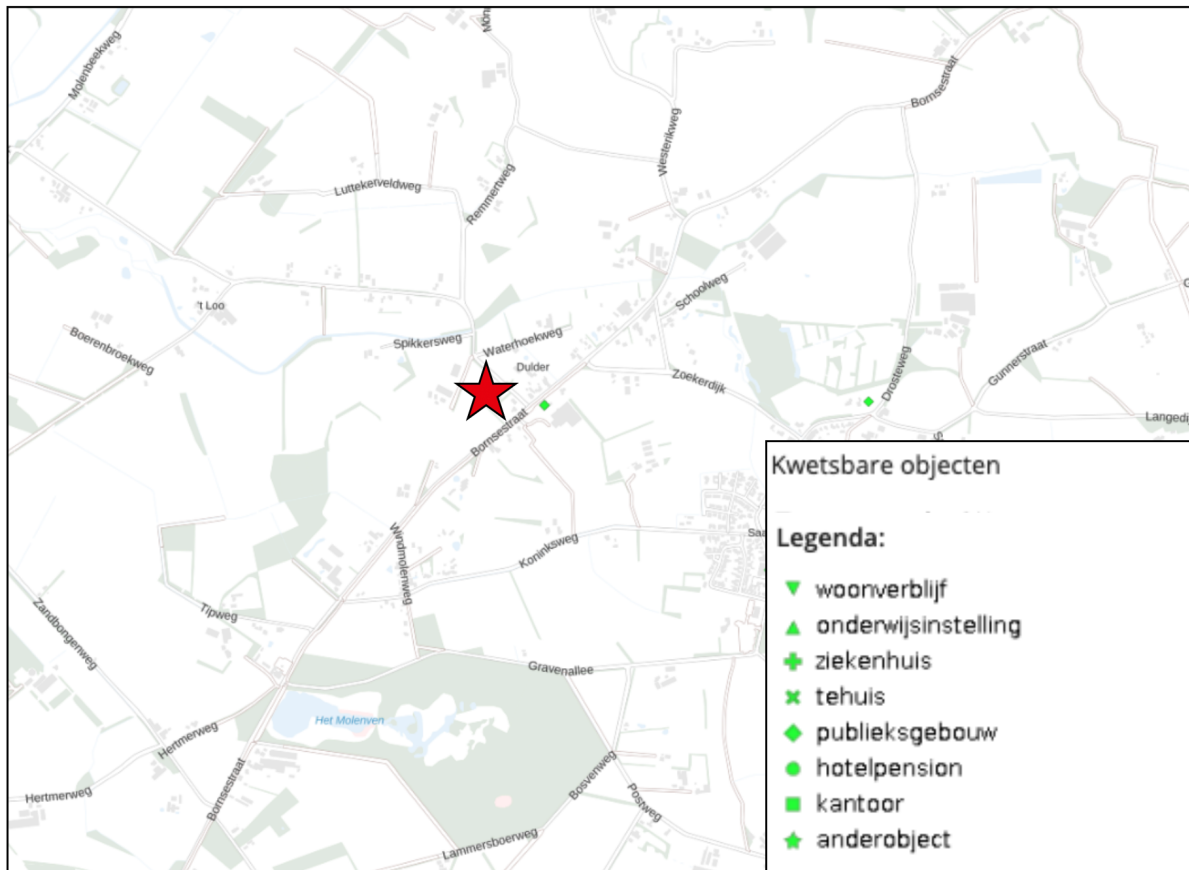 Molenbeekweg
Bornsestraat
Westerikweg
Luttekerveldweg
Remmertweg
Schoolweg
't Loo
Boerenbroekweg
Spikkersweg
Waterhoekweg
Dulder
Zoekerdijk
Drosteweg
Gunnerstraat
Bornsestraat
Windmolenweg
Koninksweg
Zandbongenweg
Tipweg
Gravenallee
Het Molenven
Hertmerweg
Hertmerweg
Bornsestraat
Bosvenweg
Postweg
Lammersboerweg
Kwetsbare objecten
Legenda:
woonverblijf
onderwijsinstelling
ziekenhuis
tehuis
publieksgebouw
hotelpension
kantoor
anderobject